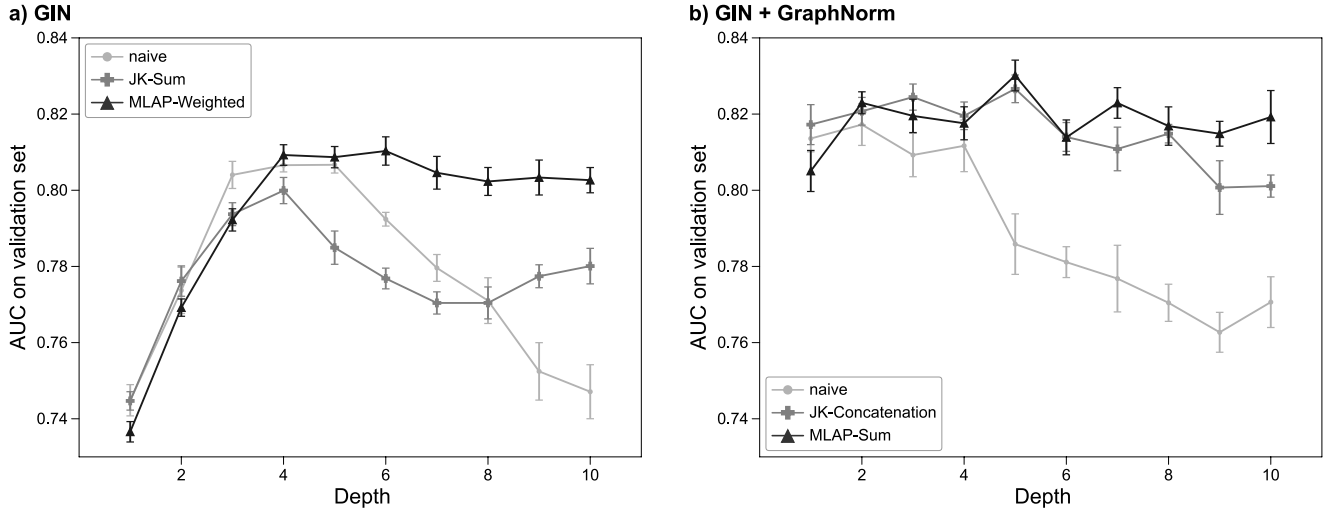 a) GIN
AUC on validation set
0.84
0.82
0.80
0.78
0.76
0.74
naive
JK-Sum
MLAP-Weighted
2 4 6 8 10
Depth
b) GIN + GraphNorm
AUC on validation set
0.84
0.82
0.80
0.78
0.76
0.74
naive
JK-Concatenation
MLAP-Sum
2 4 6 8 10
Depth